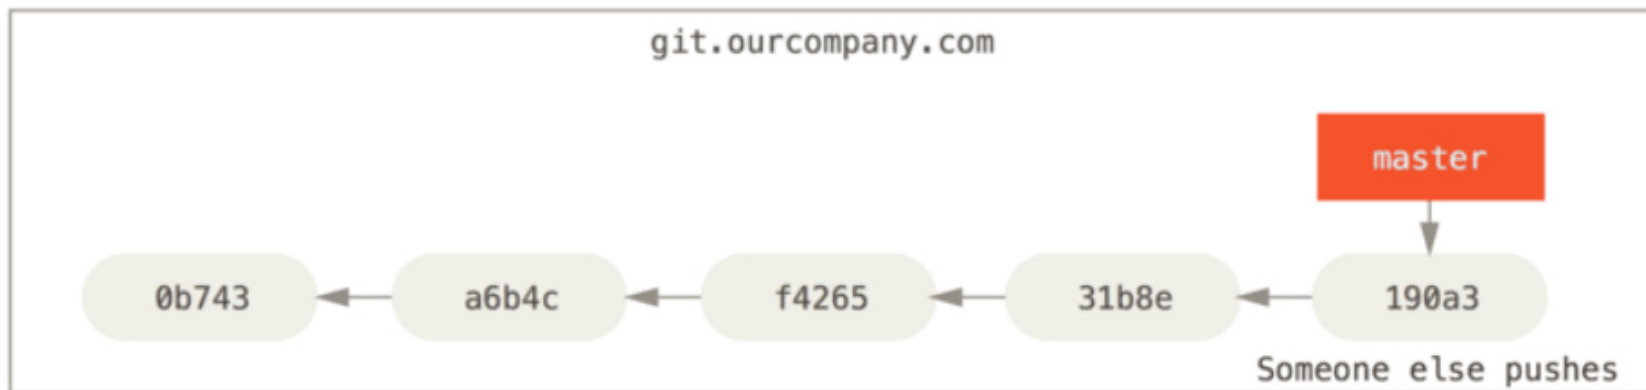 git.ourcompany.com
master
0b743 a6b4c f4265 31b8e 190a3
Someone else pushes